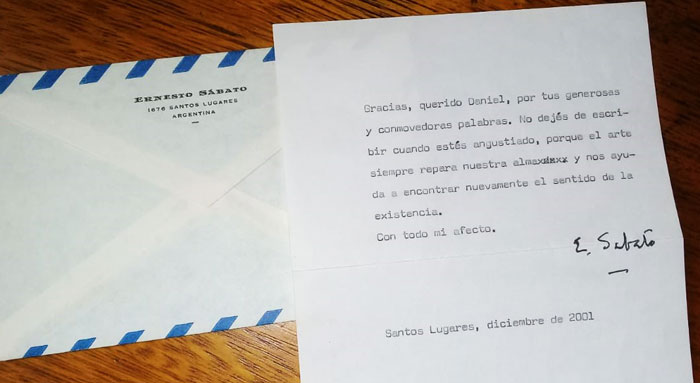 ERNESTO SÁBATO
1676 SANTOS LUGARES
ARGENTINA
Gracias, querido Daniel, por tus generosas
y conmovedoras palabras. No dejés de escri-
bir cuando estés angustiado, porque el arte
siempre repara nuestra alma y nos ayu-
da a encontrar nuevamente el sentido de la
existencia.
Con todo mi afecto.
E. Sabato
Santos Lugares, diciembre de 2001